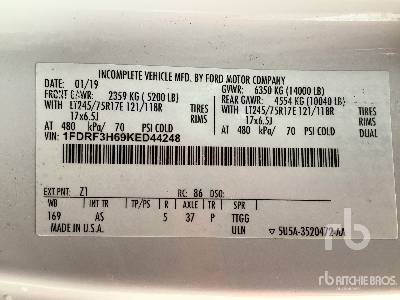 INCOMPLETE VEHICLE MFD. BY FORD MOTOR COMPANY
DATE: 01/19 GVWR: 6350 KG (14000 LB)
FRONT GAWR: 2359 KG (5200 LB) REAR GAWR: 4554 KG (10040 LB)
WITH LT245/75R17E 121/118R TIRES WITH LT245/75R17E 121/118R TIRES
17x6.5J RIMS 17x6.5J RIMS
AT 480 kPa/ 70 PSI COLD AT 480 kPa/ 70 PSI COLD DUAL
VIN: 1FDRF3H69KED44248
EXT PNT: Z1 RC: 86 DSO:
WB INT TR TP/PS R AXLE TR SPR
169 AS 5 37 P TTGG
MADE IN U.S.A. ULN 5U5A-3520472-AA
rb RITCHIE BROS.